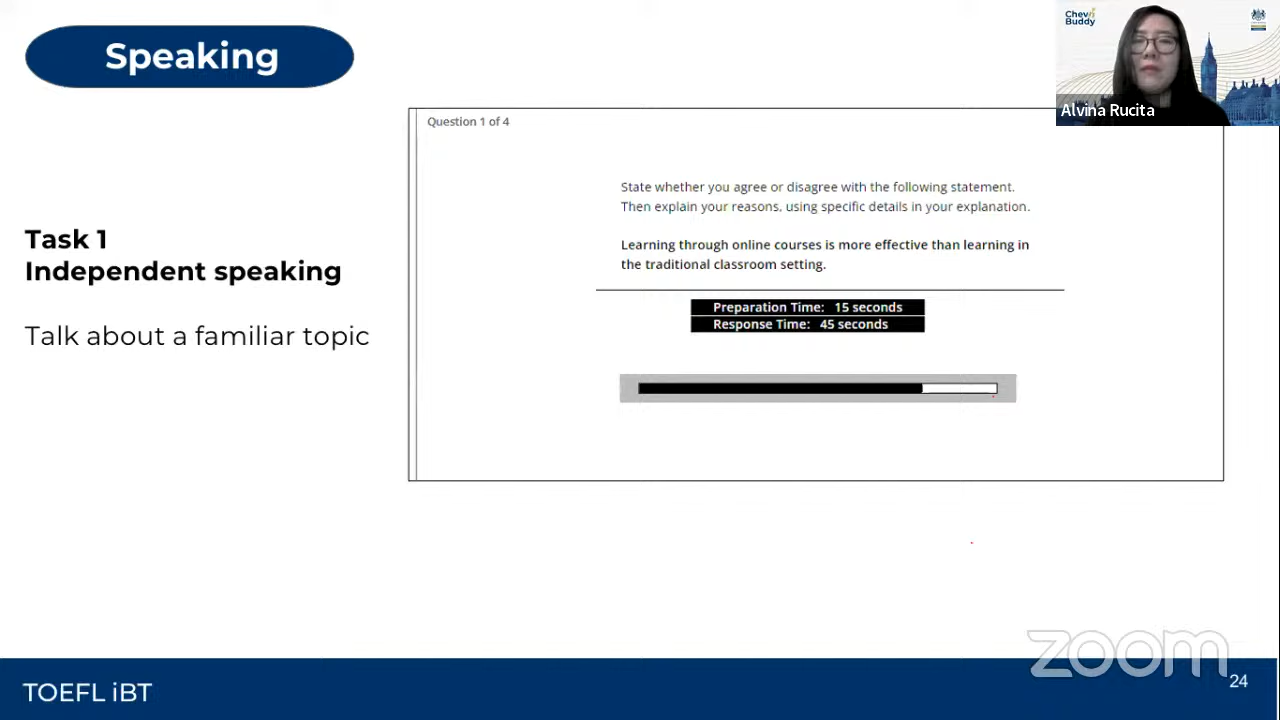 Speaking
Chev
Buddy
Alvina Rucita
Question 1 of 4
State whether you agree or disagree with the following statement.
Then explain your reasons, using specific details in your explanation.
Learning through online courses is more effective than learning in
the traditional classroom setting.
Preparation Time: 15 seconds
Response Time: 45 seconds
Task 1
Independent speaking
Talk about a familiar topic
zoom
TOEFL iBT
24